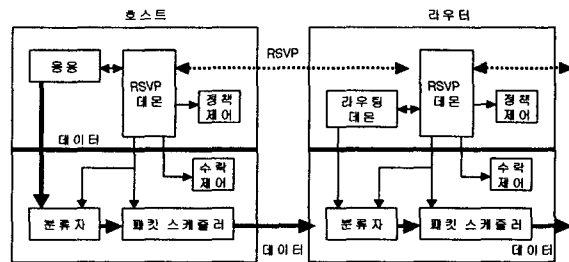 호스트
라우터
응용
RSVP
데몬
정책
제어
RSVP
라우팅
데몬
RSVP
데몬
정책
제어
데이터
수락
제어
수락
제어
분류자
패킷 스케줄러
데이터
분류자
패킷 스케줄러
데이터